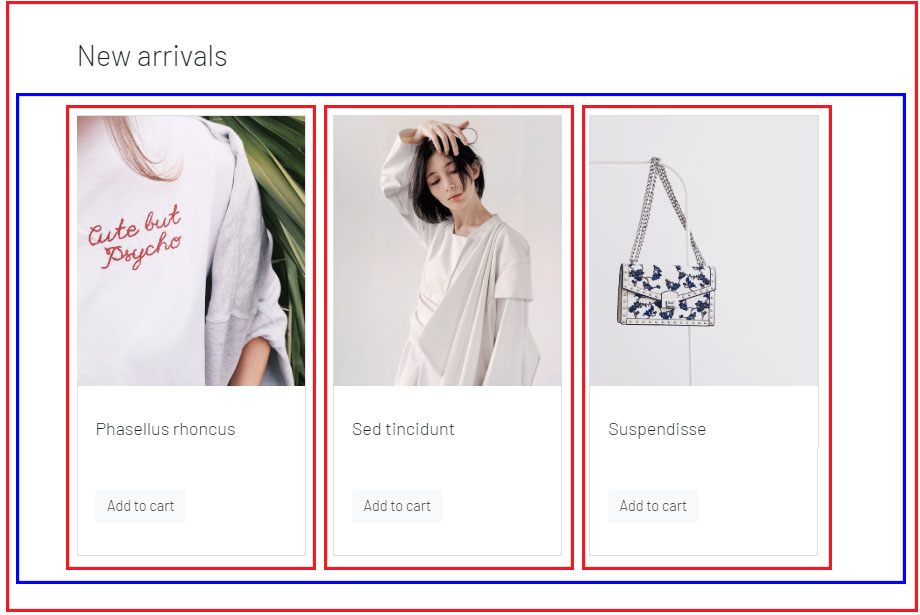 New arrivals
Cute but
Psycho
Phasellus rhoncus
Sed tincidunt
Suspendisse
Add to cart
Add to cart
Add to cart